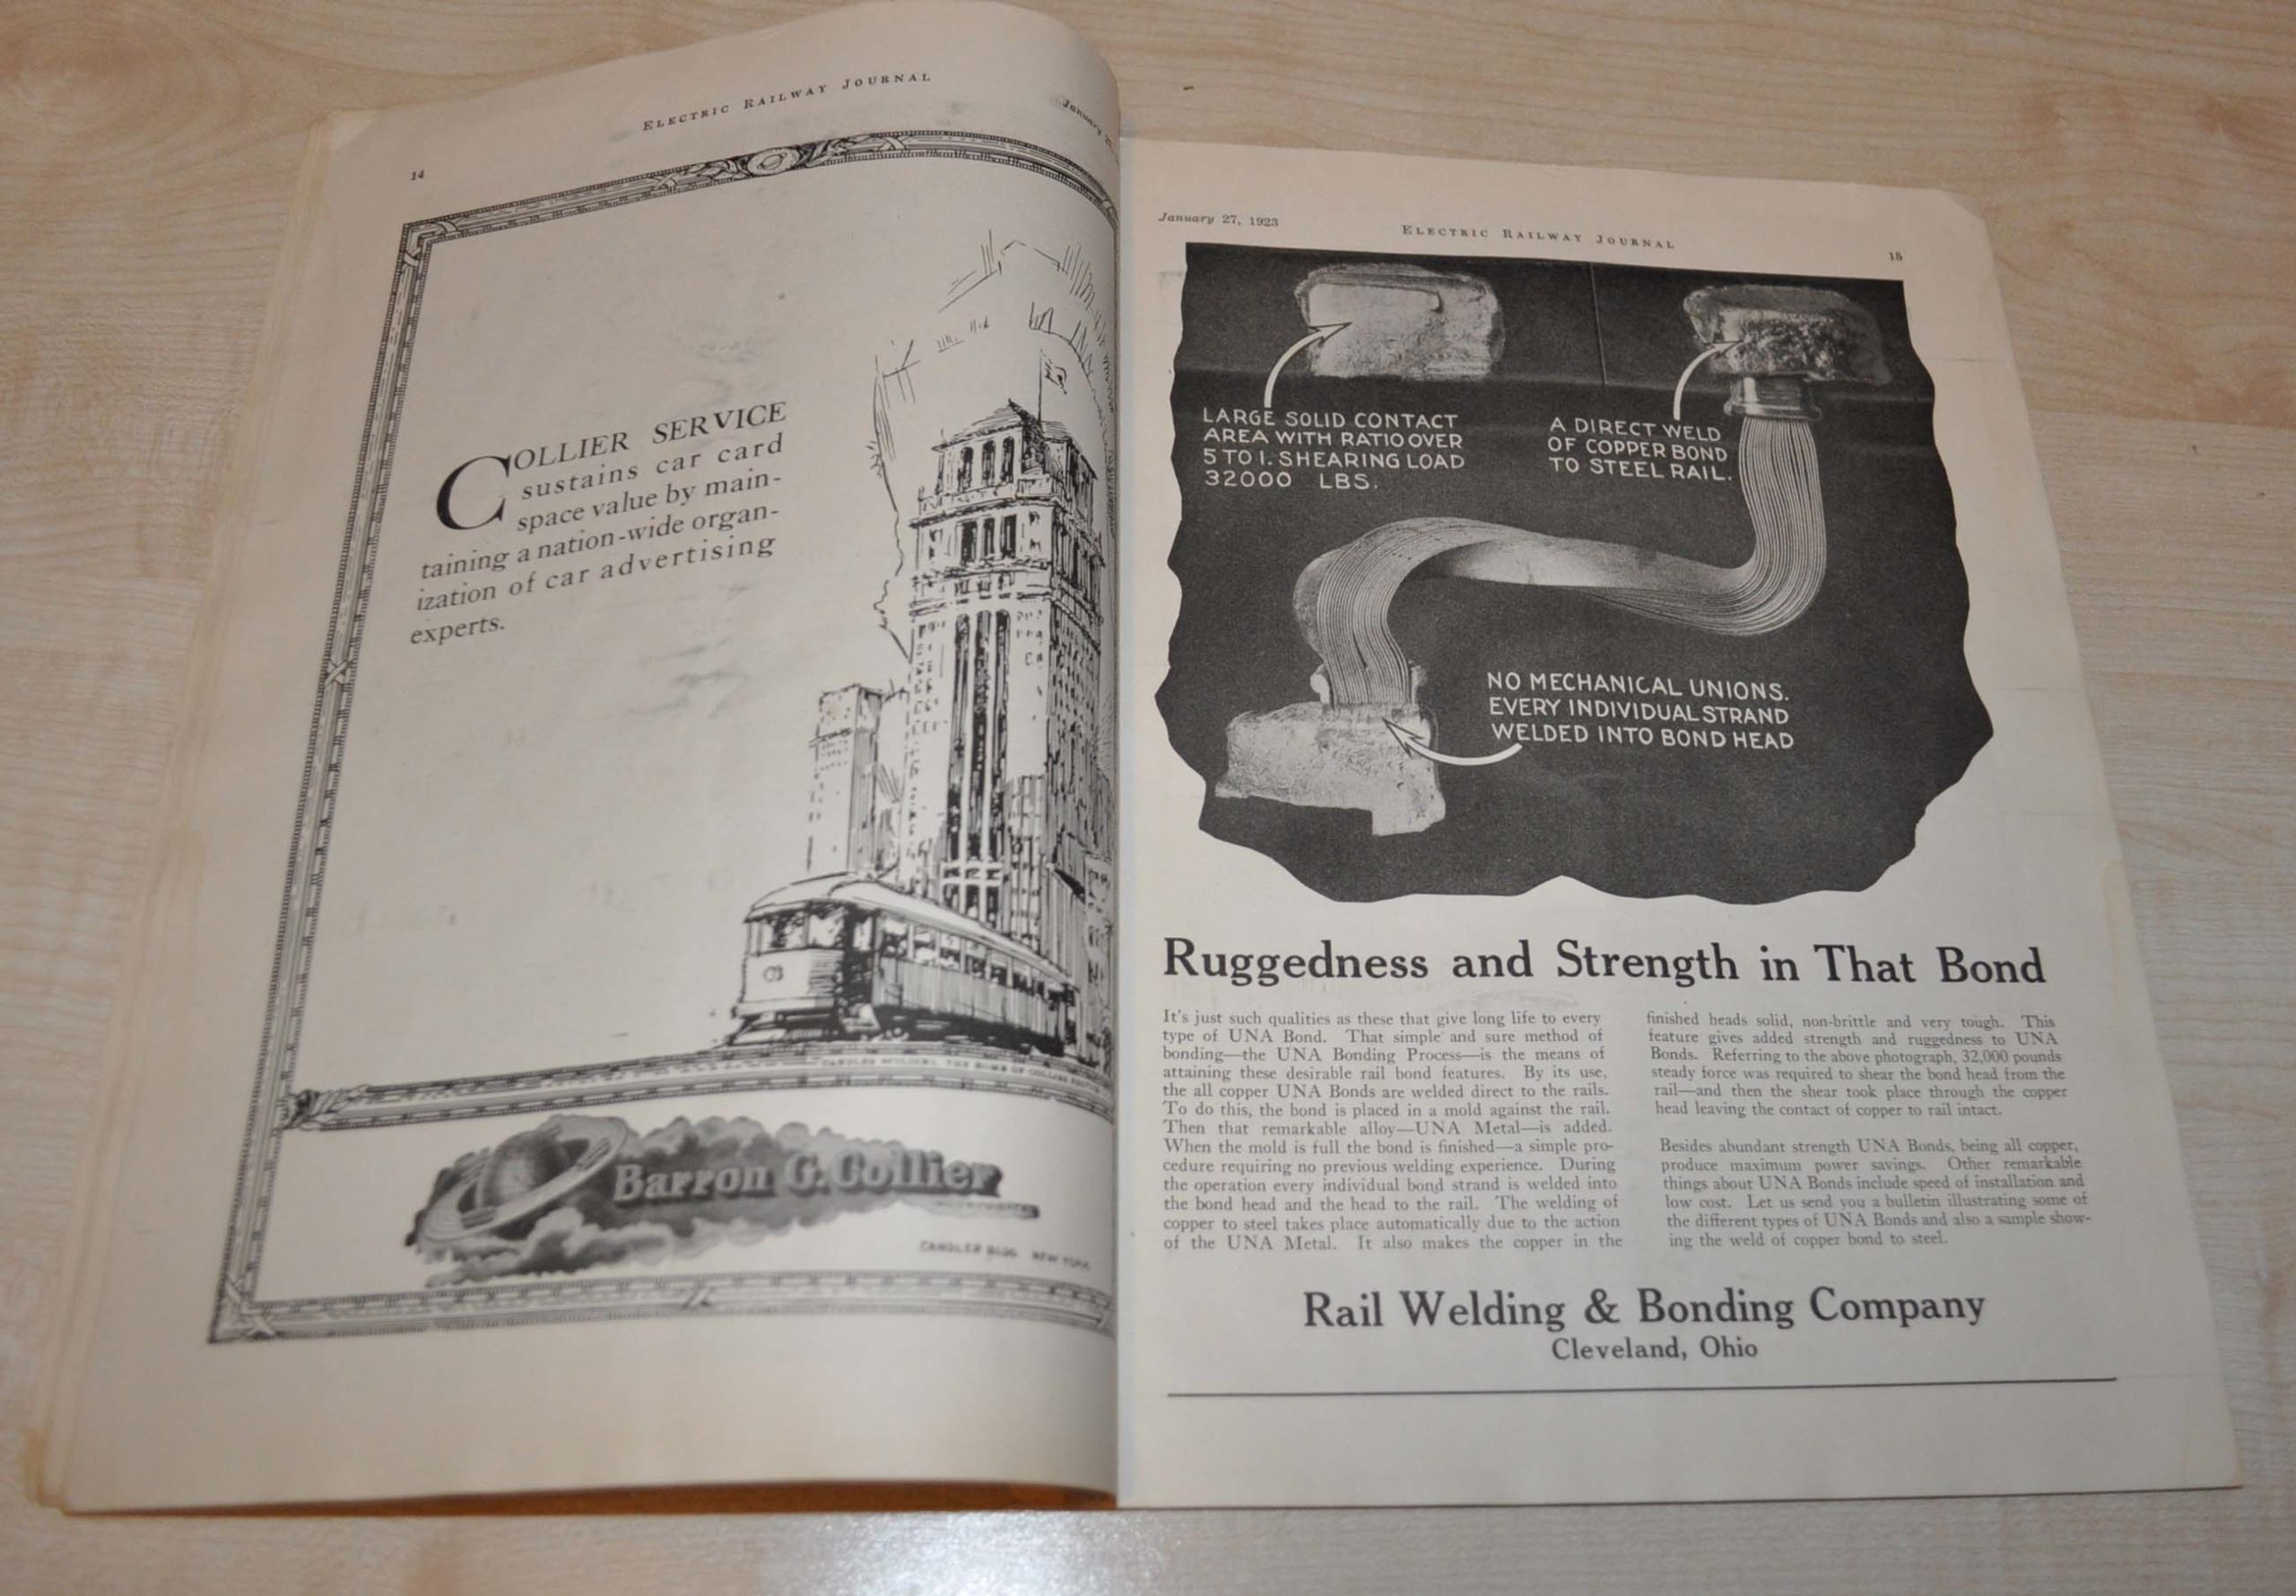 14
ELECTRIC RAILWAY JOURNAL
January
COLLIER SERVICE
sustains car card
space value by main-
taining a nation-wide organ-
ization of car advertising
experts.
Barron G. Collier
INCORPORATED
CANDLER BLDG. NEW YORK
January 27, 1923
ELECTRIC RAILWAY JOURNAL
15
LARGE SOLID CONTACT
AREA WITH RATIO OVER
5 TO 1. SHEARING LOAD
32000 LBS.
A DIRECT WELD
OF COPPER BOND
TO STEEL RAIL.
NO MECHANICAL UNIONS.
EVERY INDIVIDUAL STRAND
WELDED INTO BOND HEAD
Ruggedness and Strength in That Bond
It's just such qualities as these that give long life to every
type of UNA Bond. That simple and sure method of
bonding—the UNA Bonding Process—is the means of
attaining these desirable rail bond features. By its use,
the all copper UNA Bonds are welded direct to the rails.
To do this, the bond is placed in a mold against the rail.
Then that remarkable alloy—UNA Metal—is added.
When the mold is full the bond is finished—a simple pro-
cedure requiring no previous welding experience. During
the operation every individual bond strand is welded into
the bond head and the head to the rail. The welding of
copper to steel takes place automatically due to the action
of the UNA Metal. It also makes the copper in the
finished heads solid, non-brittle and very tough. This
feature gives added strength and ruggedness to UNA
Bonds. Referring to the above photograph, 32,000 pounds
steady force was required to shear the bond head from the
rail—and then the shear took place through the copper
head leaving the contact of copper to rail intact.
Besides abundant strength UNA Bonds, being all copper,
produce maximum power savings. Other remarkable
things about UNA Bonds include speed of installation and
low cost. Let us send you a bulletin illustrating some of
the different types of UNA Bonds and also a sample show-
ing the weld of copper bond to steel.
Rail Welding & Bonding Company
Cleveland, Ohio